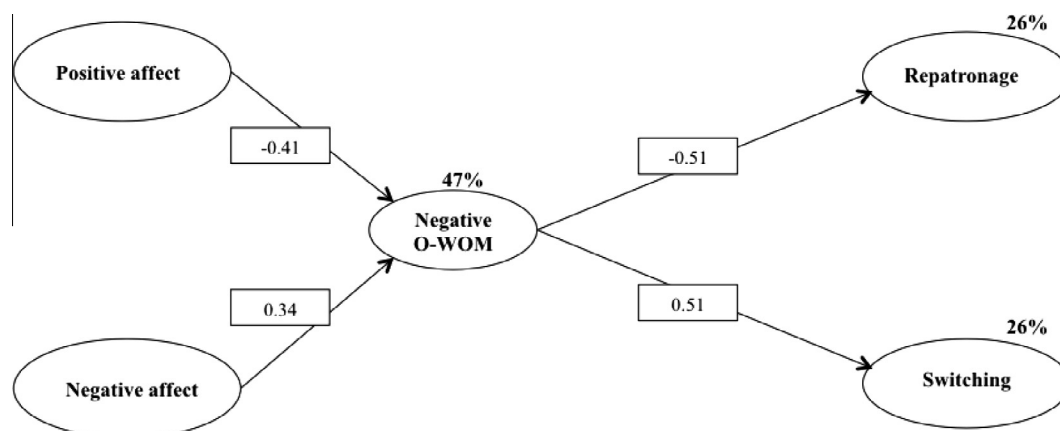 26%
Positive affect
Repatronage
-0.41
-0.51
47%
Negative
O-WOM
0.34
0.51
26%
Negative affect
Switching